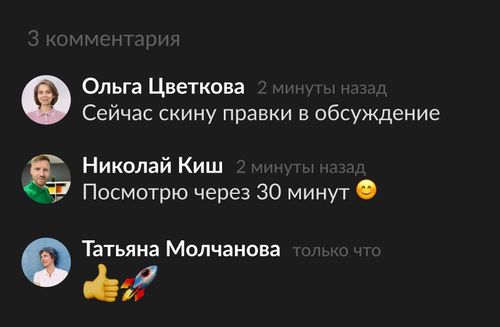 3 комментария
Ольга Цветкова 2 минуты назад
Сейчас скину правки в обсуждение
Николай Киш 2 минуты назад
Посмотрю через 30 минут 😊
Татьяна Молчанова только что
👍🚀